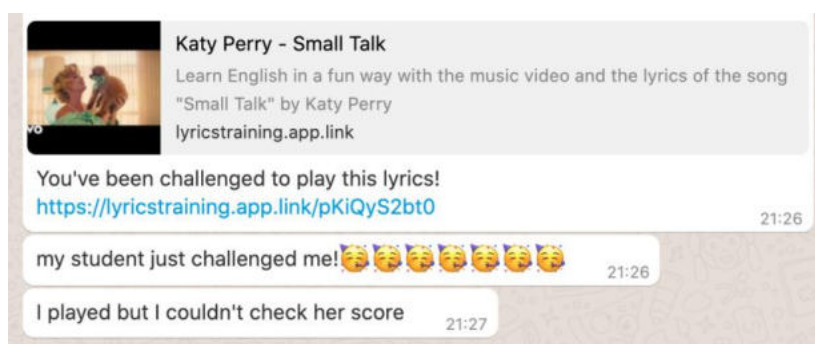 Katy Perry - Small Talk
Learn English in a fun way with the music video and the lyrics of the song
"Small Talk" by Katy Perry
vo
lyricstraining.app.link
You've been challenged to play this lyrics!
https://lyricstraining.app.link/pKiQyS2bt0
21:26
my student just challenged me!🥳🥳🥳🥳🥳🥳🥳
21:26
I played but I couldn't check her score
21:27